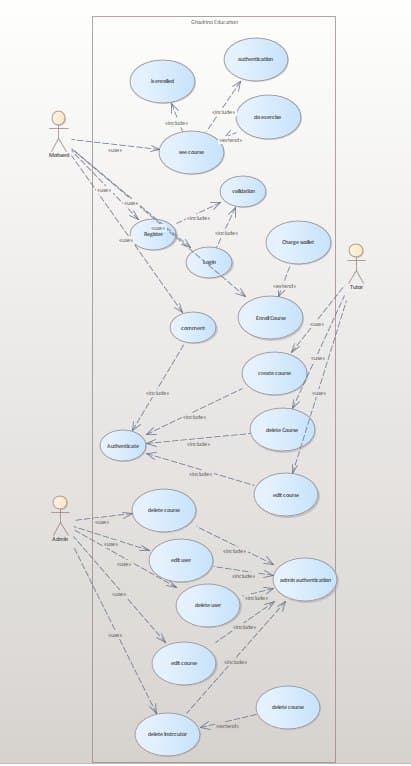 Ghadeira Education
authentication
is enrolled
do exercise
«include»
«include»
see course
«extend»
Motaeni
«use»
validation
«use»
«use»
«use»
«include»
Register
«include»
Charge wallet
«use»
Login
Tutor
«extend»
Enroll Course
comment
«use»
«use»
create course
«include»
«use»
«include»
delete Course
Authenticate
«include»
«include»
edit course
Admin
delete course
«use»
«use»
«include»
edit user
«use»
«include»
admin authentication
«use»
delete user
«include»
«use»
«include»
edit course
«include»
delete course
«extend»
delete Instructor